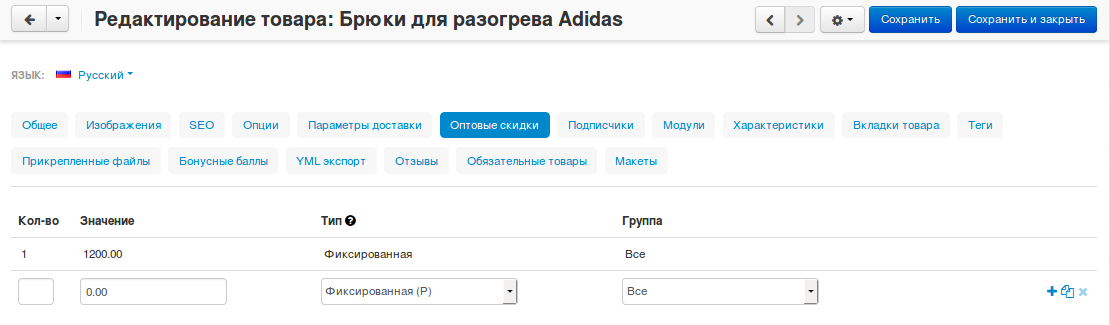 Редактирование товара: Брюки для разогрева Adidas
Сохранить
Сохранить и закрыть
ЯЗЫК: Русский
Общее Изображения SEO Опции Параметры доставки Оптовые скидки Подписчики Модули Характеристики Вкладки товара Теги
Прикрепленные файлы Бонусные баллы YML экспорт Отзывы Обязательные товары Макеты
Кол-во Значение Тип ? Группа
1 1200.00 Фиксированная Все
0.00 Фиксированная (Р) Все